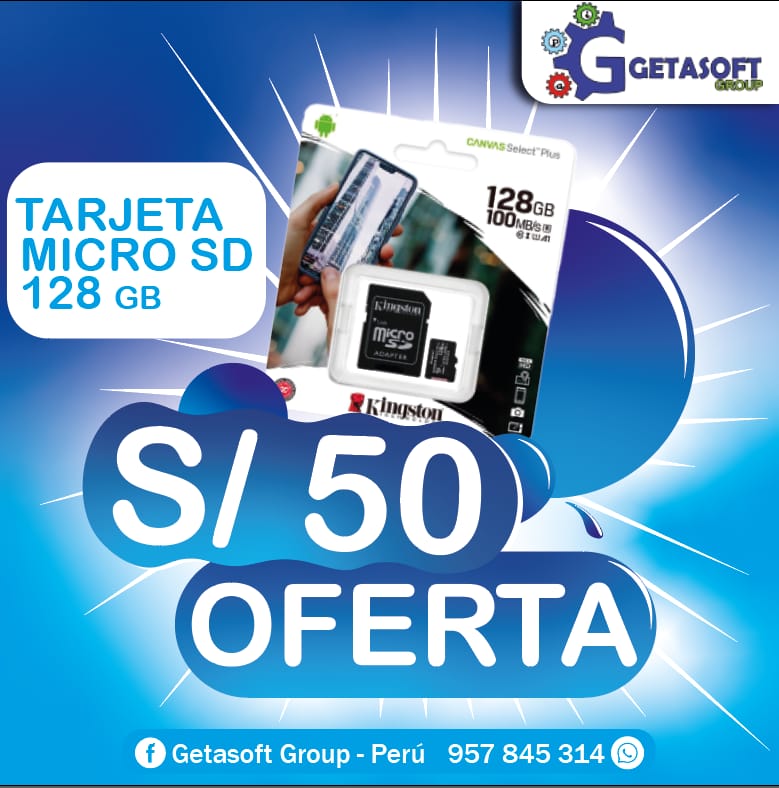 GETASOFT
GROUP
CANVAS Select Plus
128GB
100MB/s
TARJETA
MICRO SD
128 GB
Kingston
micro
SD
ADAPTER
Kingston
S/ 50
OFERTA
Getasoft Group - Perú 957 845 314